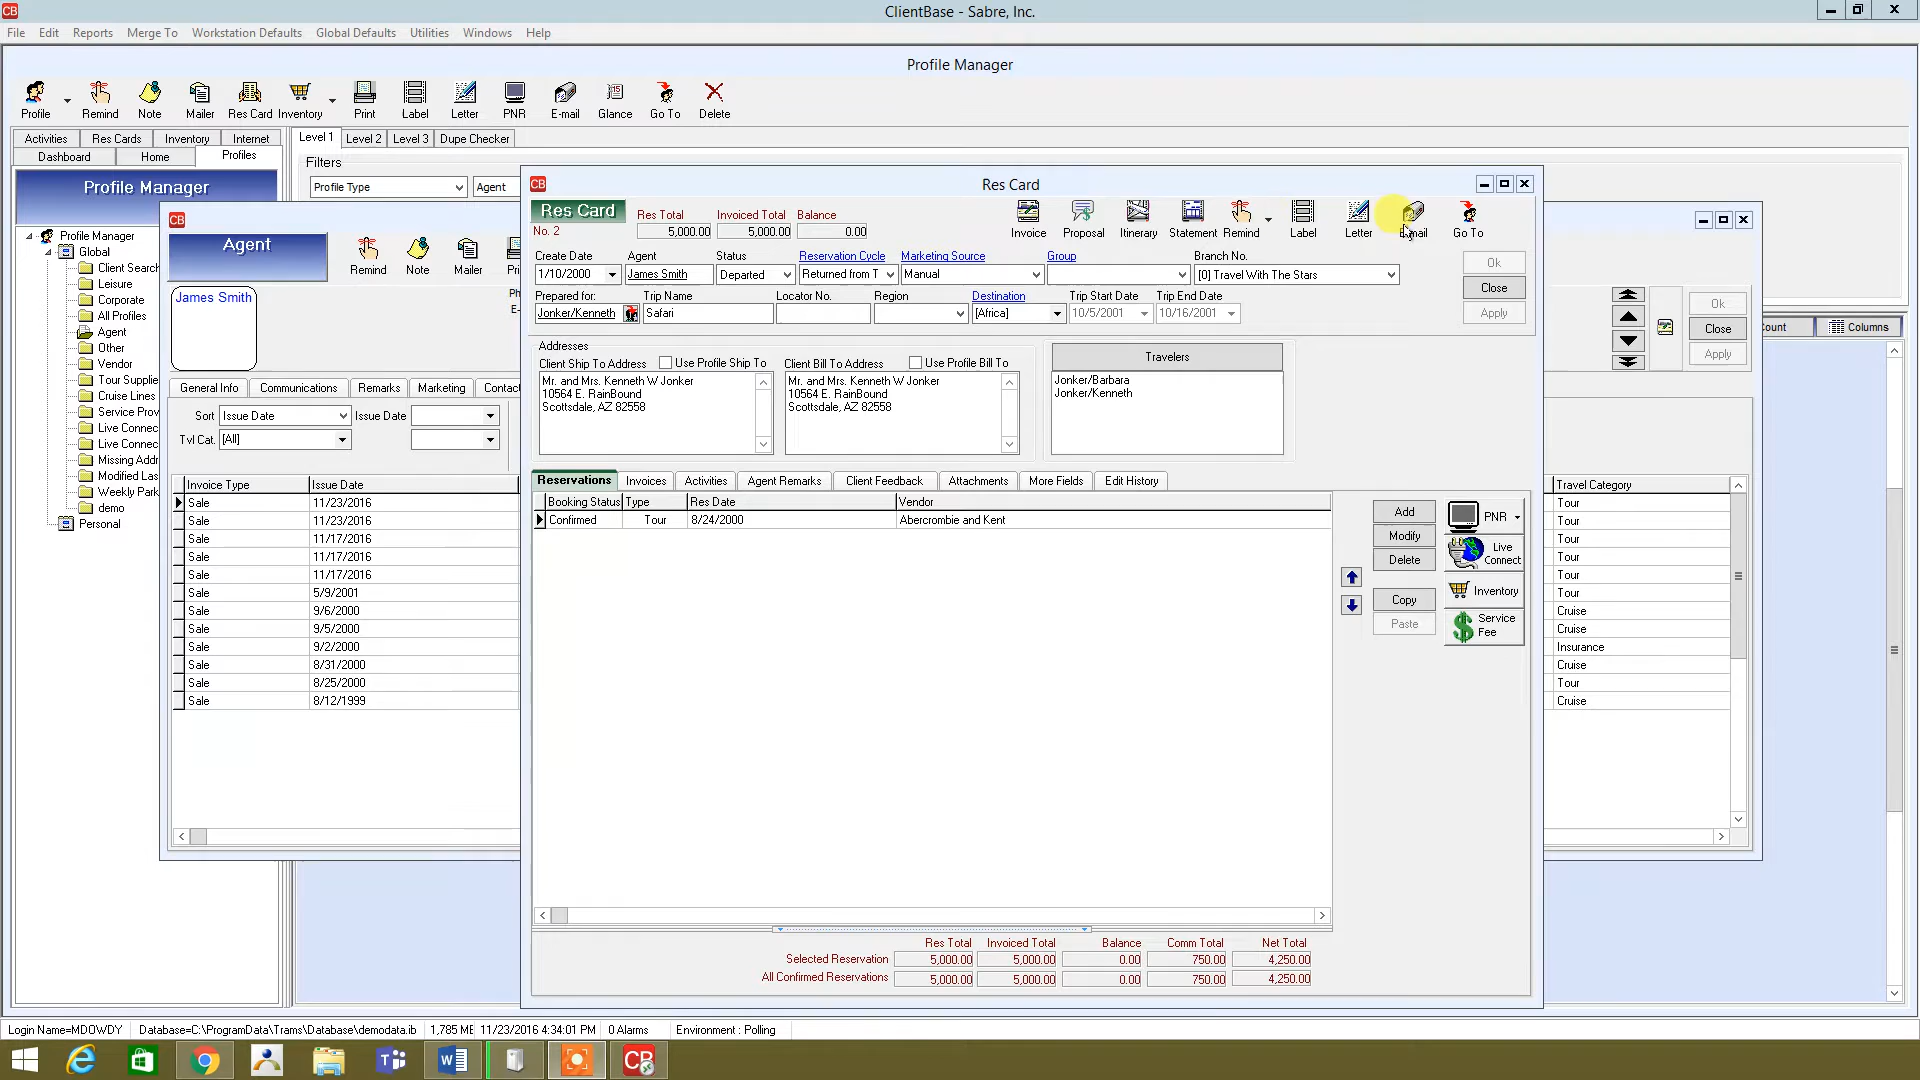 ClientBase - Sabre, Inc.
File Edit Reports Merge To Workstation Defaults Global Defaults Utilities Windows Help
Profile Manager
Profile Remind Note Mailer Res Card Inventory Print Label Letter PNR E-mail Glance Go To Delete
Activities Res Cards Inventory Internet
Dashboard Home Profiles
Level 1 Level 2 Level 3 Dupe Checker
Filters
Profile Type Agent
Profile Manager
Profile Manager
Global
Client Search
Leisure
Corporate
All Profiles
Agent
Other
Vendor
Tour Supplie
Cruise Lines
Service Prov
Live Connec
Live Connec
Missing Addr
Modified Las
Weekly Park
demo
Personal
Agent
Remind Note Mailer
James Smith
General Info Communications Remarks Marketing
Sort Issue Date Issue Date
Tvl Cat. [All]
Invoice Type Issue Date
Sale 11/23/2016
Sale 11/23/2016
Sale 11/17/2016
Sale 11/17/2016
Sale 11/17/2016
Sale 5/9/2001
Sale 9/6/2000
Sale 9/5/2000
Sale 9/2/2000
Sale 8/31/2000
Sale 8/25/2000
Sale 8/12/1999
Res Card
Res Card
No. 2
Res Total Invoiced Total Balance
5,000.00 5,000.00 0.00
Invoice Proposal Itinerary Statement Remind Label Letter E-mail Go To
Create Date Agent Status Reservation Cycle Marketing Source Group Branch No.
1/10/2000 James Smith Departed Returned from T Manual [0] Travel With The Stars
Prepared for: Trip Name Locator No. Region Destination Trip Start Date Trip End Date
Jonker/Kenneth Safari [Africa] 10/5/2001 10/16/2001
Ok
Close
Apply
Addresses
Client Ship To Address Use Profile Ship To
Mr. and Mrs. Kenneth W Jonker
10564 E. RainBound
Scottsdale, AZ 82558
Client Bill To Address Use Profile Bill To
Mr. and Mrs. Kenneth W Jonker
10564 E. RainBound
Scottsdale, AZ 82558
Travelers
Jonker/Barbara
Jonker/Kenneth
Reservations Invoices Activities Agent Remarks Client Feedback Attachments More Fields Edit History
Booking Status Type Res Date Vendor
Confirmed Tour 8/24/2000 Abercrombie and Kent
Add
Modify
Delete
Copy
Paste
PNR
Live
Connect
Inventory
Service
Fee
Res Total Invoiced Total Balance Comm Total Net Total
Selected Reservation 5,000.00 5,000.00 0.00 750.00 4,250.00
All Confirmed Reservations 5,000.00 5,000.00 0.00 750.00 4,250.00
Ok
Close
Apply
Columns
Travel Category
Tour
Tour
Tour
Tour
Tour
Tour
Cruise
Cruise
Insurance
Cruise
Tour
Cruise
Login Name=MDOWDY Database=C:\ProgramData\Trams\Database\demodata.ib 1,785 ME 11/23/2016 4:34:01 PM 0 Alarms Environment : Polling